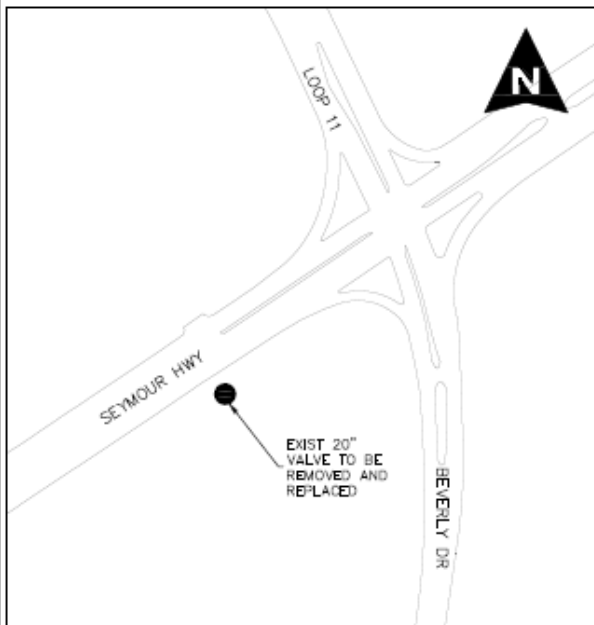 LOOP 11
N
SEYMOUR HWY
EXIST 20"
VALVE TO BE
REMOVED AND
REPLACED
BEVERLY DR